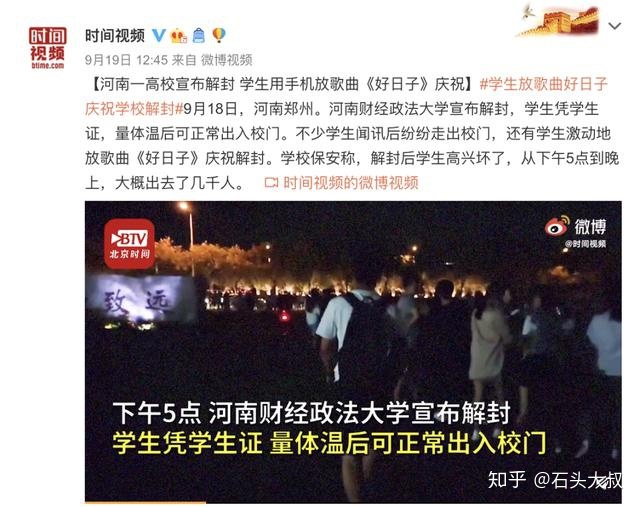 时间视频
时间
视频
btime.com
9月19日 12:45 来自 微博视频
【河南一高校宣布解封 学生用手机放歌曲《好日子》庆祝】#学生放歌曲好日子
庆祝学校解封#9月18日，河南郑州。河南财经政法大学宣布解封，学生凭学生
证，量体温后可正常出入校门。不少学生闻讯后纷纷走出校门，还有学生激动地
放歌曲《好日子》庆祝解封。学校保安称，解封后学生高兴坏了，从下午5点到晚
上，大概出去了几千人。 时间视频的微博视频
BTV
北京时间
微博
@时间视频
致远
下午5点 河南财经政法大学宣布解封
学生凭学生证 量体温后可正常出入校门
知乎 @石头大叔